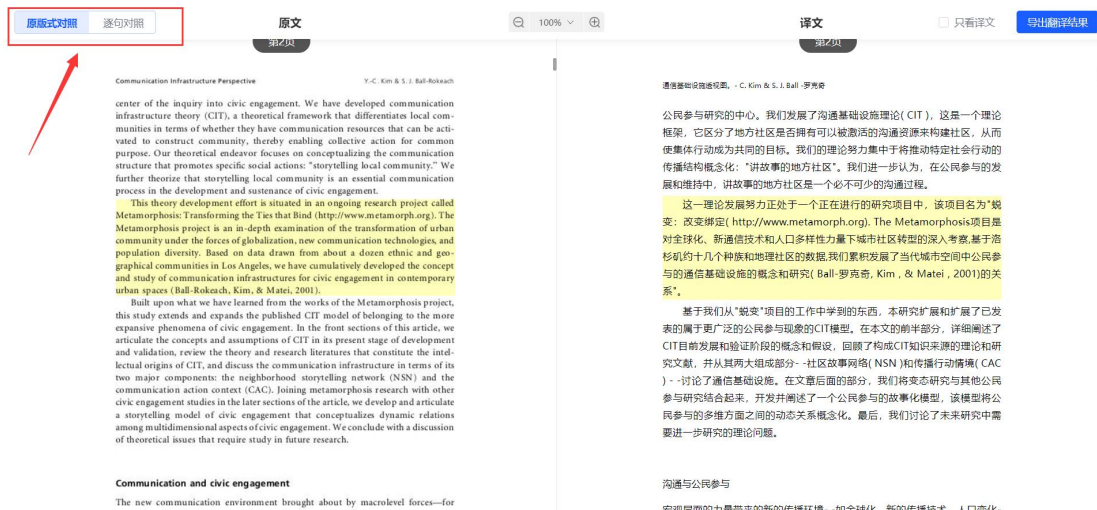 原版式对照 逐句对照 原文 100% 译文 只看译文 导出翻译结果
第2页
Communication Infrastructure Perspective Y.-C. Kim & S. J. Ball-Rokeach
center of the inquiry into civic engagement. We have developed communication
infrastructure theory (CIT), a theoretical framework that differentiates local com-
munities in terms of whether they have communication resources that can be acti-
vated to construct community, thereby enabling collective action for common
purpose. Our theoretical endeavor focuses on conceptualizing the communication
structure that promotes specific social actions: "storytelling local community." We
further theorize that storytelling local community is an essential communication
process in the development and sustenance of civic engagement.
This theory development effort is situated in an ongoing research project called
Metamorphosis: Transforming the Ties that Bind (http://www.metamorph.org). The
Metamorphosis project is an in-depth examination of the transformation of urban
community under the forces of globalization, new communication technologies, and
population diversity. Based on data drawn from about a dozen ethnic and geo-
graphical communities in Los Angeles, we have cumulatively developed the concept
and study of communication infrastructures for civic engagement in contemporary
urban spaces (Ball-Rokeach, Kim, & Matei, 2001).
Built upon what we have learned from the works of the Metamorphosis project,
this study extends and expands the published CIT model of belonging to the more
expansive phenomena of civic engagement. In the front sections of this article, we
articulate the concepts and assumptions of CIT in its present stage of development
and validation, review the theory and research literatures that constitute the intel-
lectual origins of CIT, and discuss the communication infrastructure in terms of its
two major components: the neighborhood storytelling network (NSN) and the
communication action context (CAC). Joining metamorphosis research with other
civic engagement studies in the later sections of the article, we develop and articulate
a storytelling model of civic engagement that conceptualizes dynamic relations
among multidimensional aspects of civic engagement. We conclude with a discussion
of theoretical issues that require study in future research.
Communication and civic engagement
The new communication environment brought about by macrolevel forces—for
第2页
通信基础设施透视图。- C. Kim & S. J. Ball -罗克奇
公民参与研究的中心。我们发展了沟通基础设施理论( CIT )，这是一个理论
框架，它区分了地方社区是否拥有可以被激活的沟通资源来构建社区，从而
使集体行动成为共同的目标。我们的理论努力集中于将推动特定社会行动的
传播结构概念化："讲故事的地方社区"。我们进一步认为，在公民参与的发
展和维持中，讲故事的地方社区是一个必不可少的沟通过程。
这一理论发展努力正处于一个正在进行的研究项目中，该项目名为"蜕
变：改变绑定( http://www.metamorph.org). The Metamorphosis项目是
对全球化、新通信技术和人口多样性力量下城市社区转型的深入考察,基于洛
杉矶约十几个种族和地理社区的数据,我们累积发展了当代城市空间中公民参
与的通信基础设施的概念和研究( Ball-罗克奇, Kim , & Matei , 2001)的关
系"。
基于我们从"蜕变"项目的工作中学到的东西，本研究扩展和扩展了已发
表的属于更广泛的公民参与现象的CIT模型。在本文的前半部分，详细阐述了
CIT目前发展和验证阶段的概念和假设，回顾了构成CIT知识来源的理论和研
究文献，并从其两大组成部分- -社区故事网络( NSN )和传播行动情境( CAC
) - -讨论了通信基础设施。在文章后面的部分，我们将变态研究与其他公民
参与研究结合起来，开发并阐述了一个公民参与的故事化模型，该模型将公
民参与的多维方面之间的动态关系概念化。最后，我们讨论了未来研究中需
要进一步研究的理论问题。
沟通与公民参与
宏观层面的力量带来的新的传播环境--如全球化、新的传播技术、人口变化-